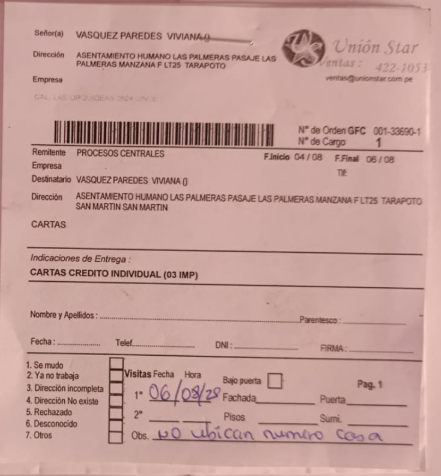 Señor(a) VASQUEZ PAREDES VIVIANA ()
Unión Star
Dirección ASENTAMIENTO HUMANO LAS PALMERAS PASAJE LAS
PALMERAS MANZANA F LT25 TARAPOTO
Ventas: 422-1053
Empresa
ventas@unionstar.com.pe
N° de Orden GFC 001-33690-1
N° de Cargo 1
Remitente PROCESOS CENTRALES F.Inicio 04 / 08 F.Final 06 / 08
Empresa
Destinatario VASQUEZ PAREDES VIVIANA ()
Dirección ASENTAMIENTO HUMANO LAS PALMERAS PASAJE LAS PALMERAS MANZANA F LT25 TARAPOTO
SAN MARTIN SAN MARTIN
CARTAS
Indicaciones de Entrega :
CARTAS CREDITO INDIVIDUAL (03 IMP)
Nombre y Apellidos : Parentesco :
Fecha : Telef. DNI : FIRMA :
1. Se mudo
2. Ya no trabaja
3. Dirección incompleta
4. Dirección No existe
5. Rechazado
6. Desconocido
7. Otros
Visitas Fecha Hora Bajo puerta Pag. 1
1° 06/08/28 Fachada Puerta
2° Pisos Sumi.
Obs. NO ubican numero casa